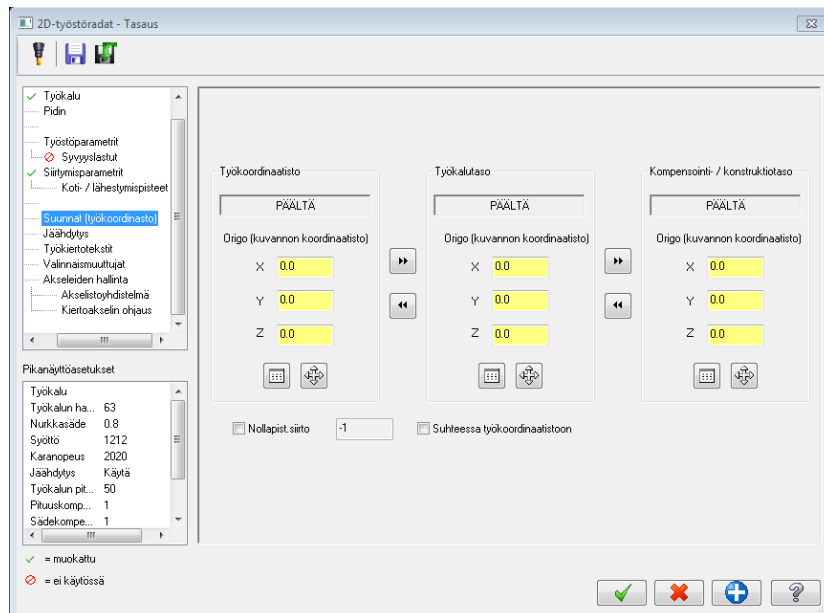 2D-työstöradat - Tasaus
Työkalu
Pidin
Työstöparametrit
Syvyyslastut
Siirtymisparametrit
Koti- / lähestymispisteet
Suunnat (työkoordinasto)
Jäähdytys
Työkiertotekstit
Valinnaismuuttujat
Akseleiden hallinta
Akselistoyhdistelmä
Kiertoakselin ohjaus
Pikanäyttöasetukset
Työkalu
Työkalun ha... 63
Nurkkasäde 0.8
Syöttö 1212
Karanopeus 2020
Jäähdytys Käytä
Työkalun pit... 50
Pituuskomp... 1
Sädekompe... 1
= muokattu
= ei käytössä
Työkoordinaatisto
PÄÄLTÄ
Origo (kuvannon koordinaatisto)
X 0.0
Y 0.0
Z 0.0
Työkalutaso
PÄÄLTÄ
Origo (kuvannon koordinaatisto)
X 0.0
Y 0.0
Z 0.0
Kompensointi- / konstruktiotaso
PÄÄLTÄ
Origo (kuvannon koordinaatisto)
X 0.0
Y 0.0
Z 0.0
Nollapist.siirto -1 Suhteessa työkoordinaatistoon